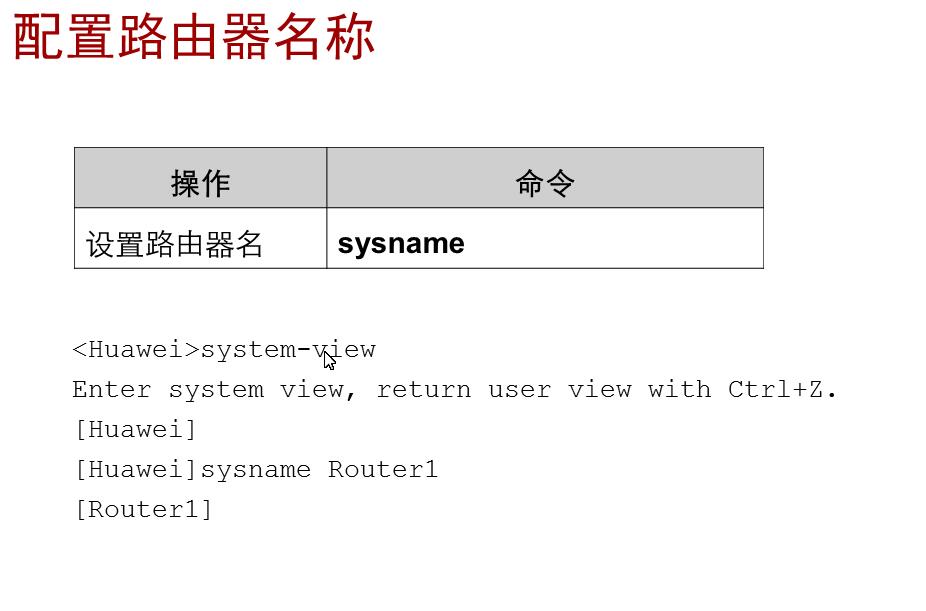 配置路由器名称
操作 命令
设置路由器名 sysname
<Huawei>system-view
Enter system view, return user view with Ctrl+Z.
[Huawei]
[Huawei]sysname Router1
[Router1]